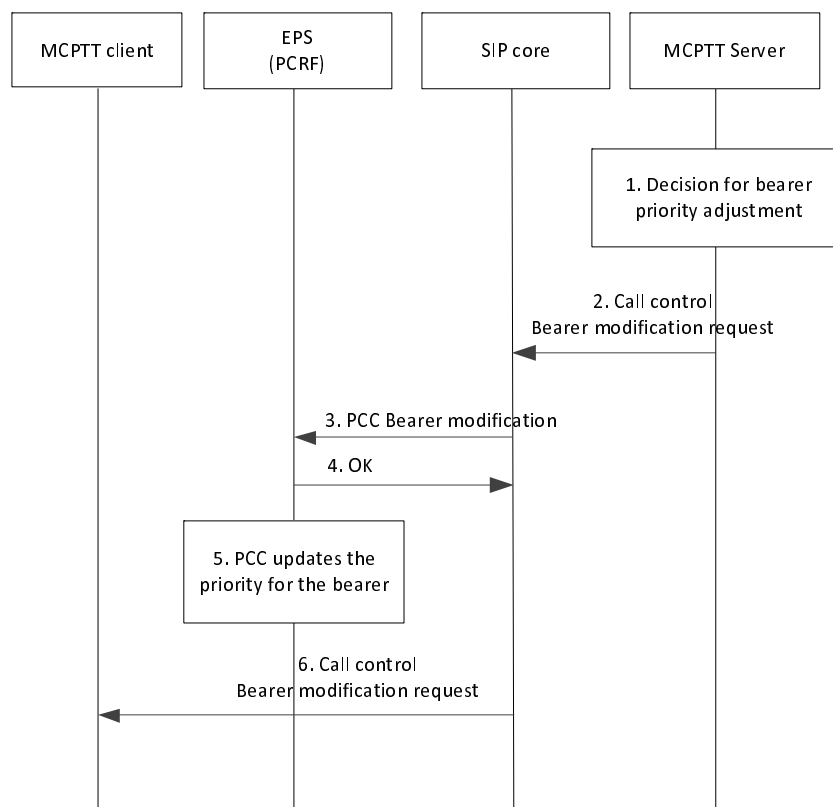 MCPTT client
EPS
(PCRF)
SIP core
MCPTT Server
1. Decision for bearer
priority adjustment
2. Call control
Bearer modification request
3. PCC Bearer modification
4. OK
5. PCC updates the
priority for the bearer
6. Call control
Bearer modification request